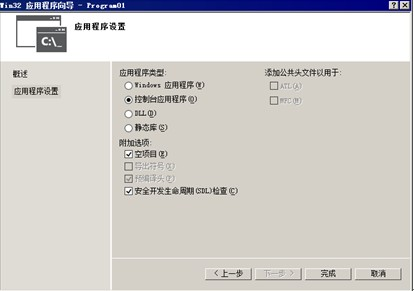 Win32 应用程序向导 - Program01
C:\_
应用程序设置
概述
应用程序设置
应用程序类型:
Windows 应用程序(W)
控制台应用程序(O)
DLL(D)
静态库(S)
附加选项:
空项目(E)
导出符号(X)
预编译头(P)
安全开发生命周期(SDL)检查(C)
添加公共头文件以用于:
ATL(A)
MFC(M)
< 上一步
下一步 >
完成
取消